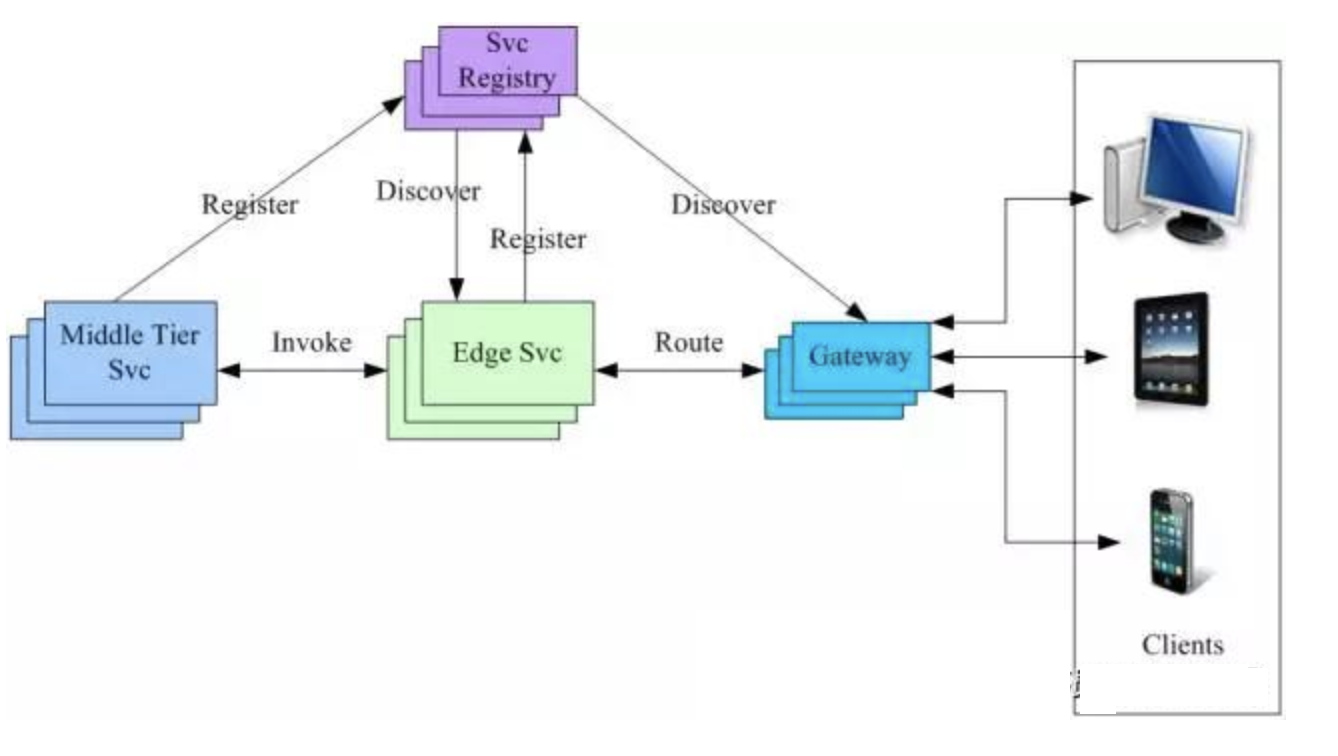 Svc
Registry
Register
Discover
Discover
Register
Middle Tier
Svc
Invoke
Edge Svc
Route
Gateway
Clients